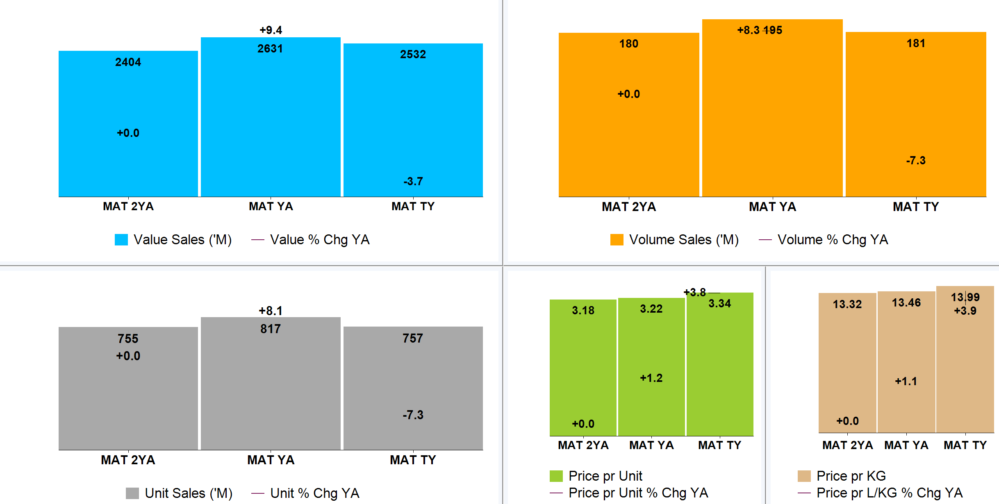 +9.4
2404
2631
2532
+0.0
-3.7
MAT 2YA MAT YA MAT TY
Value Sales ('M) Value % Chg YA
+8.3 195
180
181
+0.0
-7.3
MAT 2YA MAT YA MAT TY
Volume Sales ('M) Volume % Chg YA
+8.1
755
817
757
+0.0
-7.3
MAT 2YA MAT YA MAT TY
Unit Sales ('M) Unit % Chg YA
+3.8
3.18
3.22
3.34
+1.2
+0.0
MAT 2YA MAT YA MAT TY
Price pr Unit
Price pr Unit % Chg YA
13.32
13.46
13.99
+3.9
+1.1
+0.0
MAT 2YA MAT YA MAT TY
Price pr KG
Price pr L/KG % Chg YA